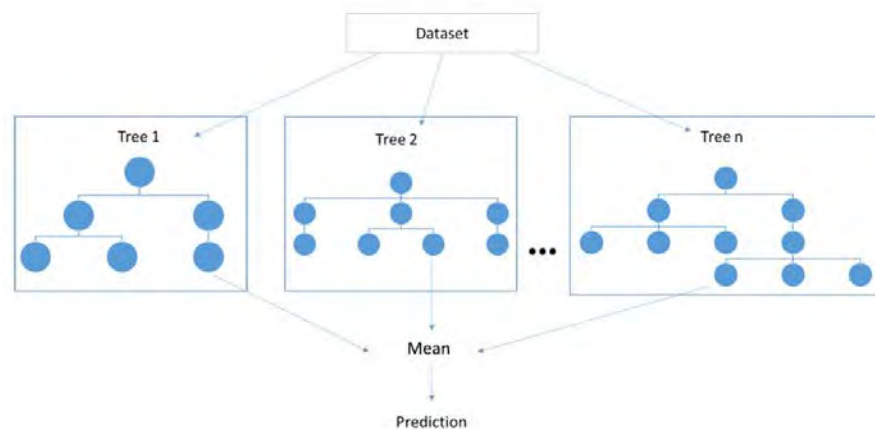 Dataset
Tree 1
Tree 2
Tree n
...
Mean
Prediction